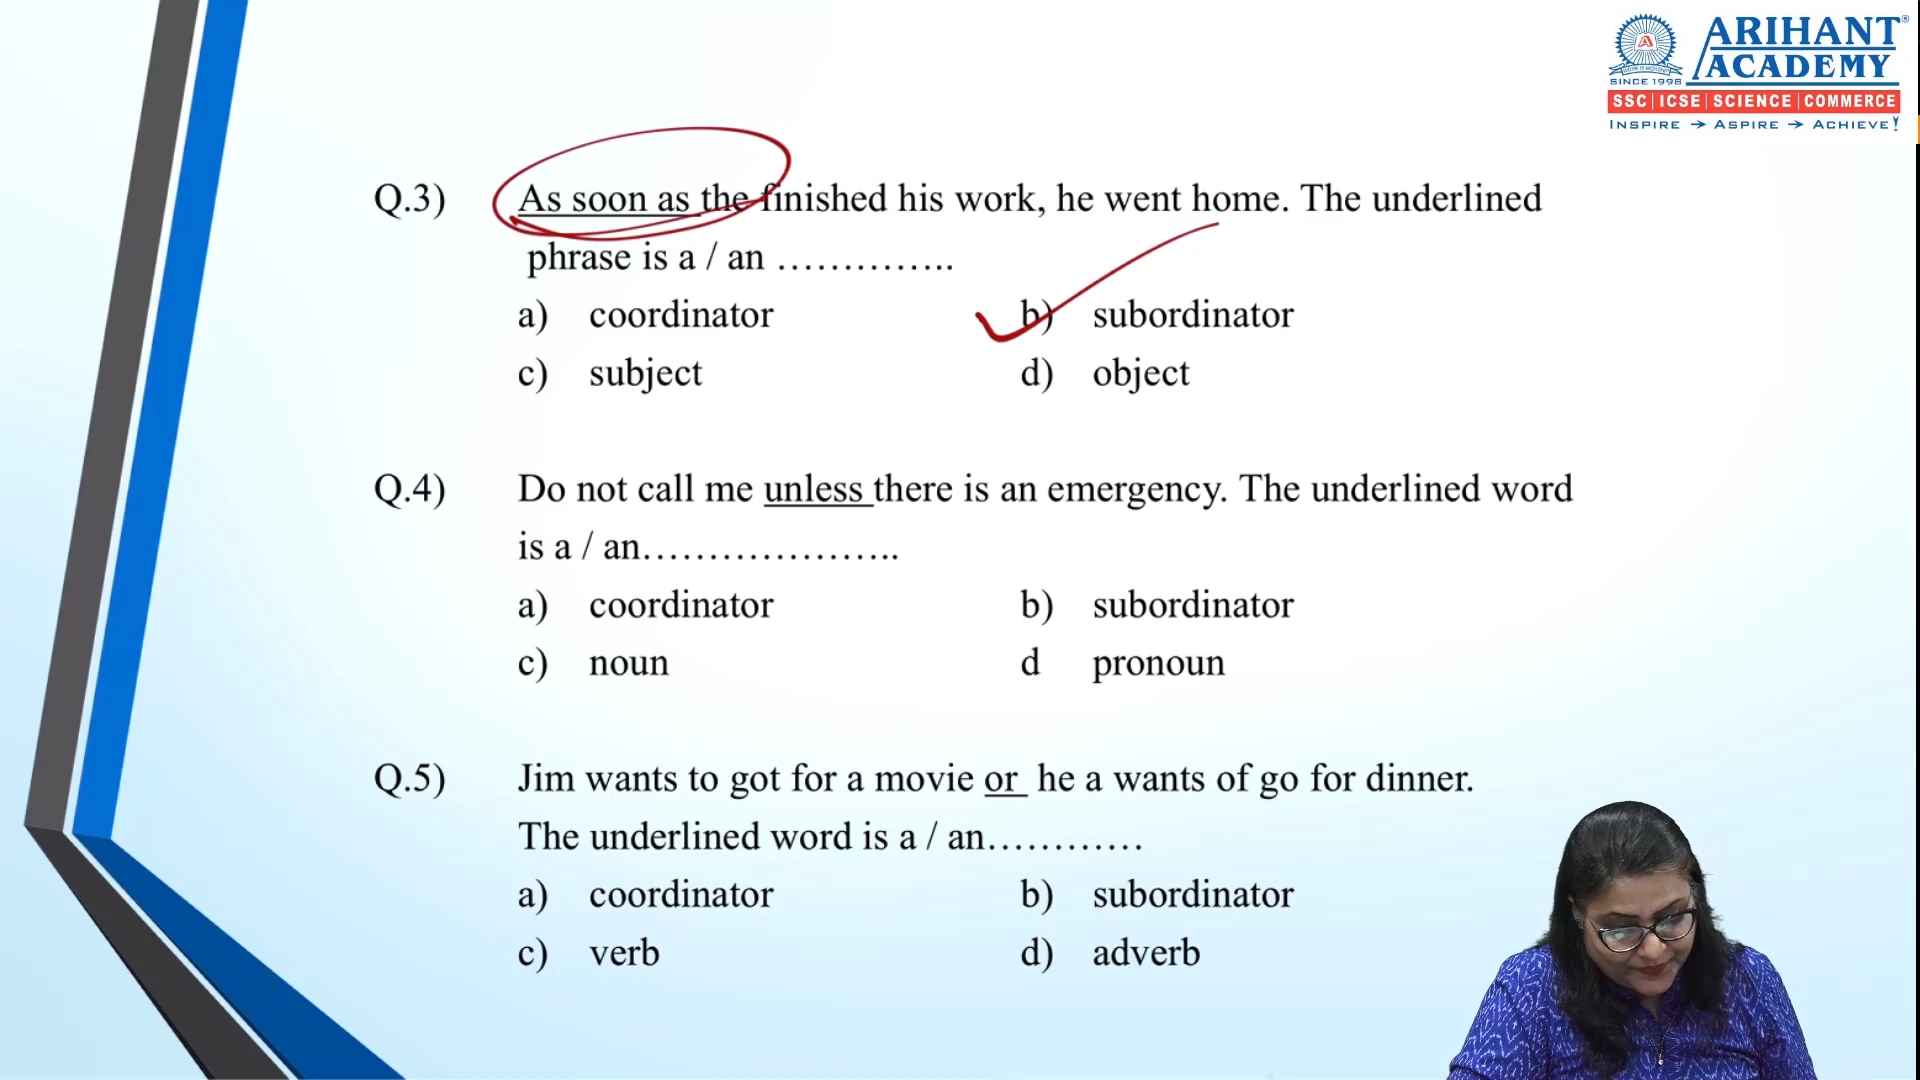 ARIHANT®
ACADEMY
SINCE 1998
SSC | ICSE | SCIENCE | COMMERCE
INSPIRE → ASPIRE → ACHIEVE!
Q.3) As soon as the finished his work, he went home. The underlined
phrase is a / an …………..
a) coordinator b) subordinator
c) subject d) object
Q.4) Do not call me unless there is an emergency. The underlined word
is a / an………………..
a) coordinator b) subordinator
c) noun d pronoun
Q.5) Jim wants to got for a movie or he a wants of go for dinner.
The underlined word is a / an…………
a) coordinator b) subordinator
c) verb d) adverb